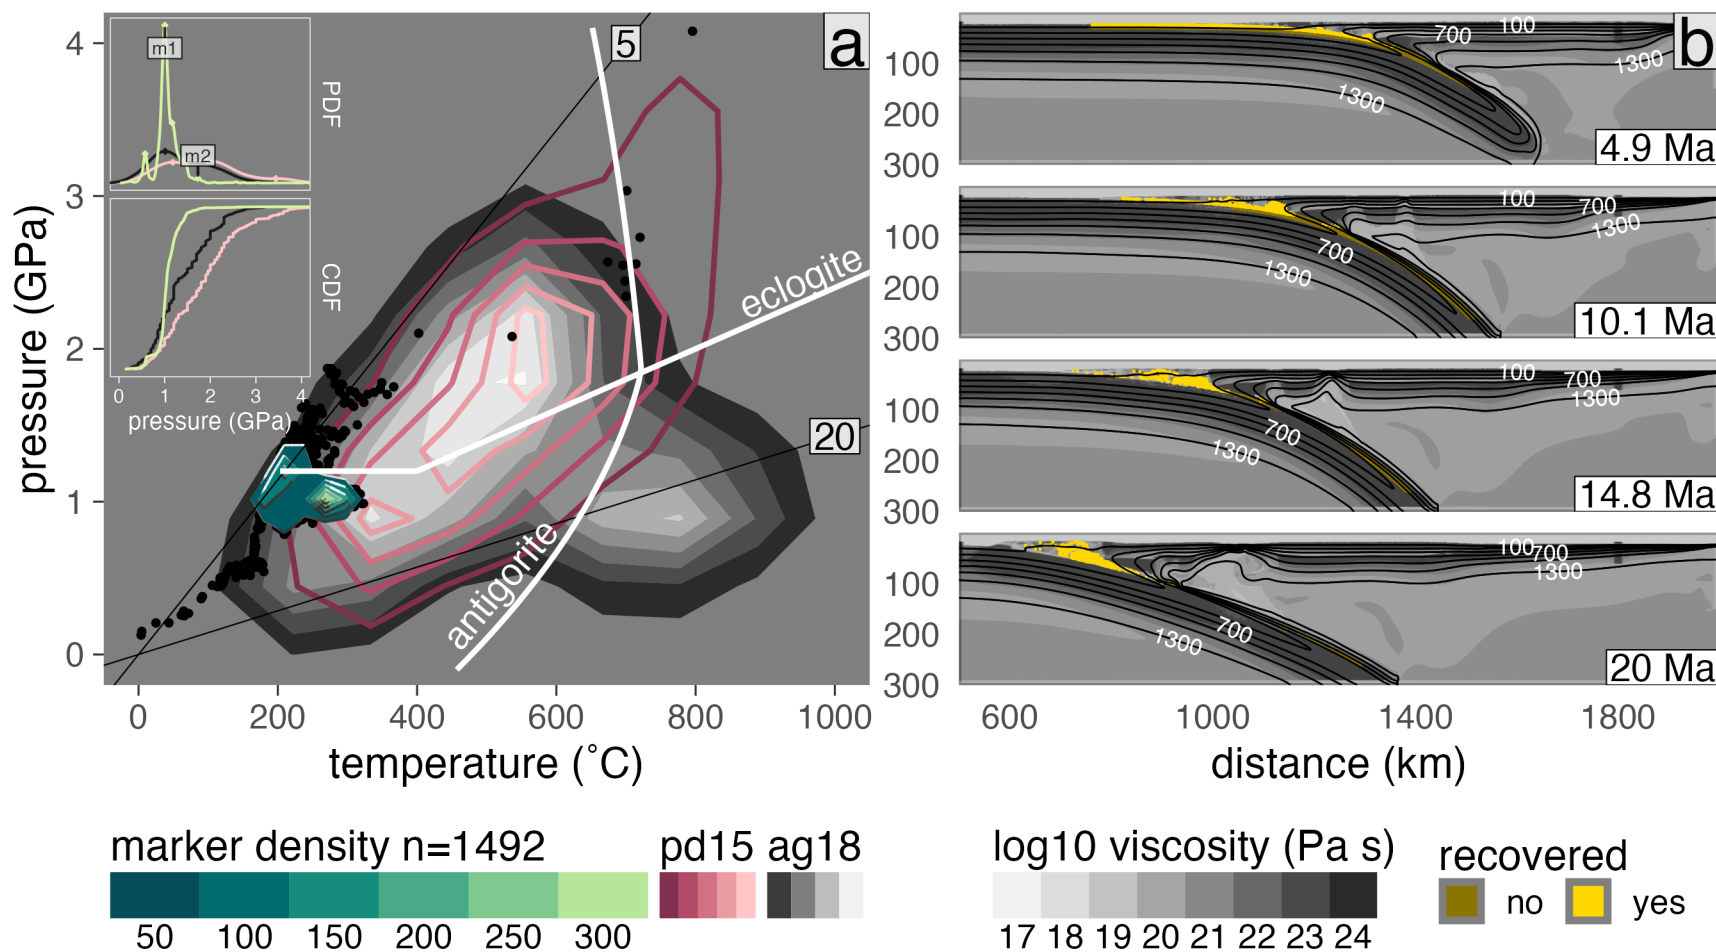 a
4
3
2
1
0
pressure (GPa)
0
200
400
600
800
1000
temperature (˚C)
5
20
eclogite
antigorite
m1
m2
PDF
CDF
0 1 2 3 4
pressure (GPa)
b
100
200
300
100
700
1300
1300
4.9 Ma
100
200
300
100
700
1300
700
1300
10.1 Ma
100
200
300
100
700
1300
700
1300
14.8 Ma
100
200
300
100
700
1300
700
1300
20 Ma
600 1000 1400 1800
distance (km)
marker density n=1492
50 100 150 200 250 300
pd15
ag18
log10 viscosity (Pa s)
17 18 19 20 21 22 23 24
recovered
no
yes